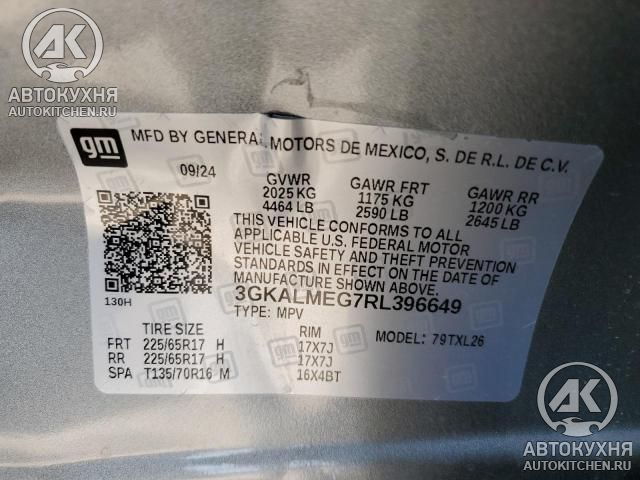 AK
АВТОКУХНЯ
AUTOKITCHEN.RU
gm
MFD BY GENERAL MOTORS DE MEXICO, S. DE R.L. DE C.V.
09/24
GVWR GAWR FRT GAWR RR
2025 KG 1175 KG 1200 KG
4464 LB 2590 LB 2645 LB
THIS VEHICLE CONFORMS TO ALL
APPLICABLE U.S. FEDERAL MOTOR
VEHICLE SAFETY AND THEFT PREVENTION
STANDARDS IN EFFECT ON THE DATE OF
MANUFACTURE SHOWN ABOVE.
130H
3GKALMEG7RL396649
TYPE: MPV
MODEL: 79TXL26
TIRE SIZE RIM
FRT 225/65R17 H 17X7J
RR 225/65R17 H 17X7J
SPA T135/70R16 M 16X4BT
AK
АВТОКУХНЯ
AUTOKITCHEN.RU